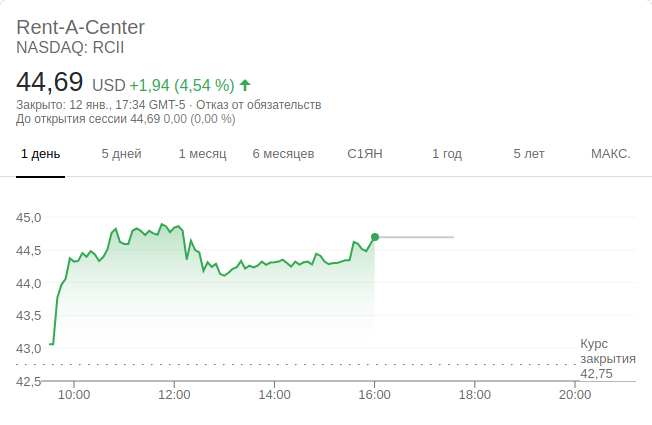 Rent-A-Center
NASDAQ: RCII
44,69 USD +1,94 (4,54 %)
Закрыто: 12 янв., 17:34 GMT-5 · Отказ от обязательств
До открытия сессии 44,69 0,00 (0,00 %)
1 день 5 дней 1 месяц 6 месяцев С1ЯН 1 год 5 лет МАКС.
45,0
44,5
44,0
43,5
43,0
Курс
закрытия
42,75
42,5
10:00 12:00 14:00 16:00 18:00 20:00